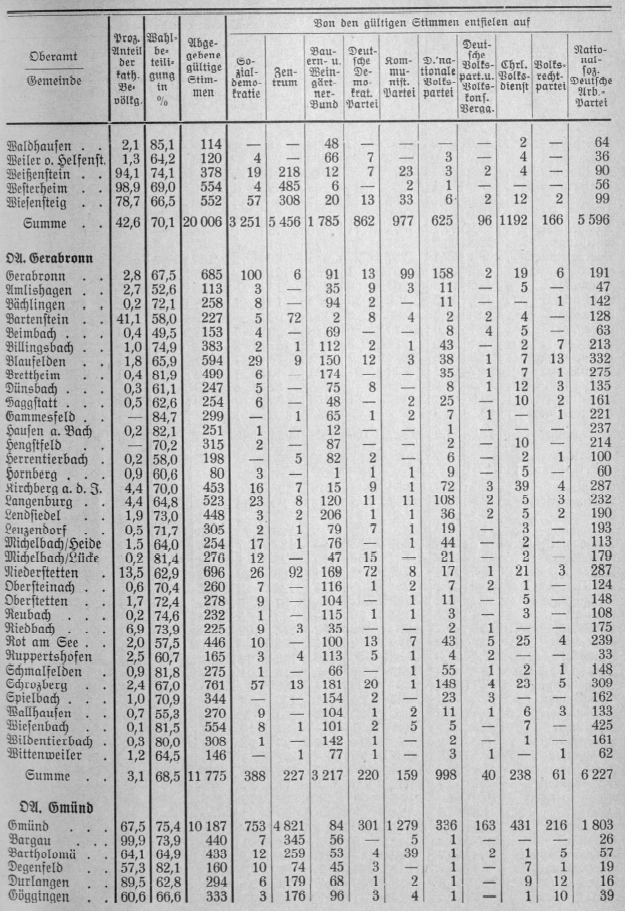 Oberamt
Gemeinde
Proz. Anteil der kath. Bevölkg.
Wahlbeteiligung in %
Abgegebene gültige Stimmen
Von den gültigen Stimmen entfielen auf
Sozialdemokratie
Zentrum
Bauern- u. Weingärtner-Bund
Deutsche Demokrat. Partei
Kommunist. Partei
D.'nationale Volkspartei
Deutsche Volkspart.u. Volkskons. Veragg.
Chrl. Volksdienst
Volksrechtpartei
National-soz. Deutsche Arb.-Partei
Waldhausen . . 2,1 85,1 114 — — 48 — — — — 2 — 64
Weiler o. Helfenst. 1,3 64,2 120 4 — 66 7 — 3 — 4 — 36
Weißenstein . . 94,1 74,1 378 19 218 12 7 23 3 2 4 — 90
Westerheim . . 98,9 69,0 554 4 485 6 — 2 1 — — — 56
Wiesensteig . . 78,7 66,5 552 57 308 20 13 33 6 2 12 2 99
Summe . . 42,6 70,1 20 006 3 251 5 456 1 785 862 977 625 96 1192 166 5 596
OA. Gerabronn
Gerabronn . . 2,8 67,5 685 100 6 91 13 99 158 2 19 6 191
Amlishagen . . 2,7 52,6 113 3 — 35 9 3 11 — 5 — 47
Bächlingen . . 0,2 72,1 258 8 — 94 2 — 11 — — 1 142
Bartenstein . . 41,1 58,0 227 5 72 2 8 4 2 2 4 — 128
Beimbach . . 0,4 49,5 153 4 — 69 — — 8 4 5 — 63
Billingsbach . . 1,0 74,9 383 2 1 112 2 1 43 — 2 7 213
Blaufelden . . 1,8 65,9 594 29 9 150 12 3 38 1 7 13 332
Brettheim . . 0,4 81,9 499 6 — 174 — — 35 1 7 1 275
Dünsbach . . 0,3 61,1 247 5 — 75 8 — 8 1 12 3 135
Gaggstatt . . 0,5 62,6 254 6 — 48 — 2 25 — 10 2 161
Gammesfeld . . — 84,7 299 — 1 65 1 2 7 1 — 1 221
Hausen a. Bach 0,2 82,1 251 1 — 12 — — 1 — — — 237
Hengstfeld . . — 70,2 315 2 — 87 — — 2 — 10 — 214
Herrentierbach . 0,2 58,0 198 — 5 82 2 — 6 — 2 1 100
Hornberg . . 0,9 60,6 80 3 — 1 1 1 9 — 5 — 60
Kirchberg a. d. J. 4,4 70,0 453 16 7 15 9 1 72 3 39 4 287
Langenburg . . 4,4 64,8 523 23 8 120 11 11 108 2 5 3 232
Lendsiedel . . 1,9 73,0 448 3 2 206 1 1 36 2 5 2 190
Leuzendorf . . 0,5 71,7 305 2 1 79 7 1 19 — 3 — 193
Michelbach/Heide 1,5 64,0 254 17 1 76 — 1 44 — 2 — 113
Michelbach/Lücke 0,2 81,4 276 12 — 47 15 — 21 — 2 — 179
Niederstetten . 13,5 62,9 696 26 92 169 72 8 17 1 21 3 287
Obersteinach . 0,6 70,4 260 7 — 116 1 2 7 2 1 — 124
Oberstetten . . 1,7 72,4 278 9 — 104 — 1 11 — 5 — 148
Reubach . . 0,2 74,6 232 1 — 115 1 1 3 — 3 — 108
Riedbach . . 6,9 73,9 225 9 3 35 — — 2 1 — — 175
Rot am See . . 2,0 57,5 446 10 — 100 13 7 43 5 25 4 239
Ruppertshofen 2,5 60,7 165 3 4 113 5 1 4 2 — — 33
Schmalfelden . 0,9 81,8 275 1 — 66 — 1 55 1 2 1 148
Schrozberg . . 2,4 67,0 761 57 13 181 20 1 148 4 23 5 309
Spielbach . . 1,0 70,9 344 — — 154 2 — 23 3 — — 162
Wallhausen . . 0,7 55,3 270 9 — 104 1 2 11 1 6 3 133
Wiesenbach . . 0,1 81,5 554 8 1 101 2 5 5 — 7 — 425
Wildentierbach . 0,3 80,0 308 1 — 142 1 — 2 — 1 — 161
Wittenweiler . 1,2 64,5 146 — 1 77 1 — 3 1 — 1 62
Summe . . 3,1 68,5 11 775 388 227 3 217 220 159 998 40 238 61 6 227
OA. Gmünd
Gmünd . . . 67,5 75,4 10 187 753 4 821 84 301 1 279 336 163 431 216 1 803
Bargau . . . 99,9 73,9 440 7 345 56 — 5 1 — — — 26
Bartholomä . . 64,1 64,9 433 12 259 53 4 39 1 2 1 5 57
Degenfeld . . 57,3 82,1 160 10 74 45 3 — 1 — 7 1 19
Durlangen . . 89,5 62,8 294 6 179 68 1 2 1 — 9 12 16
Göggingen . . 60,6 66,6 333 3 176 96 3 4 1 — 1 10 39